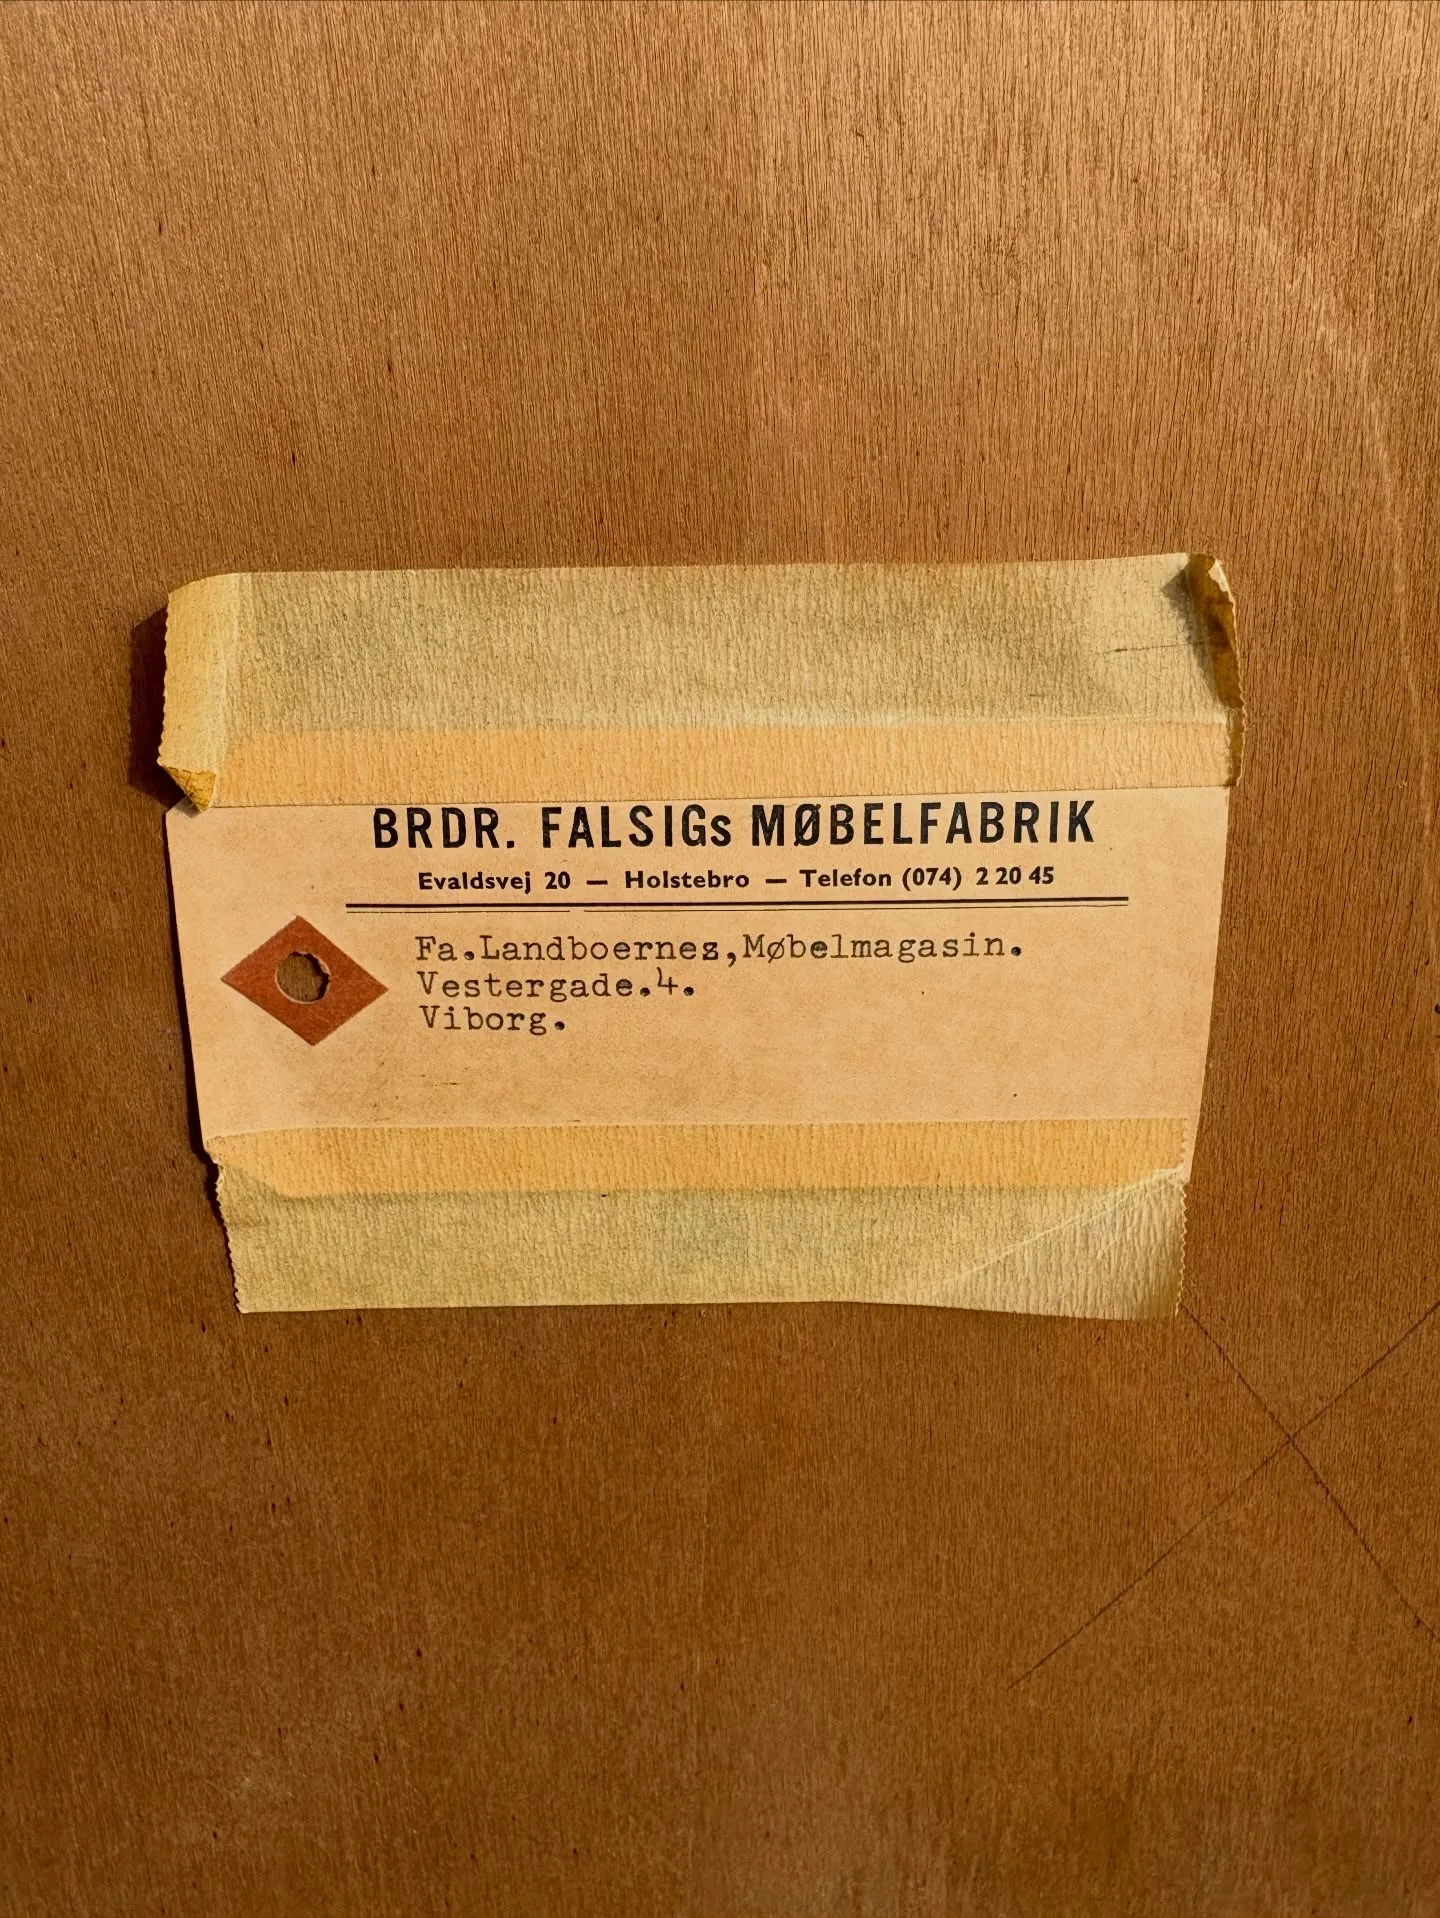 BRDR. FALSIGs MØBELFABRIK
Evaldsvej 20 — Holstebro — Telefon (074) 2 20 45
Fa.Landboernes,Møbelmagasin.
Vestergade.4.
Viborg.